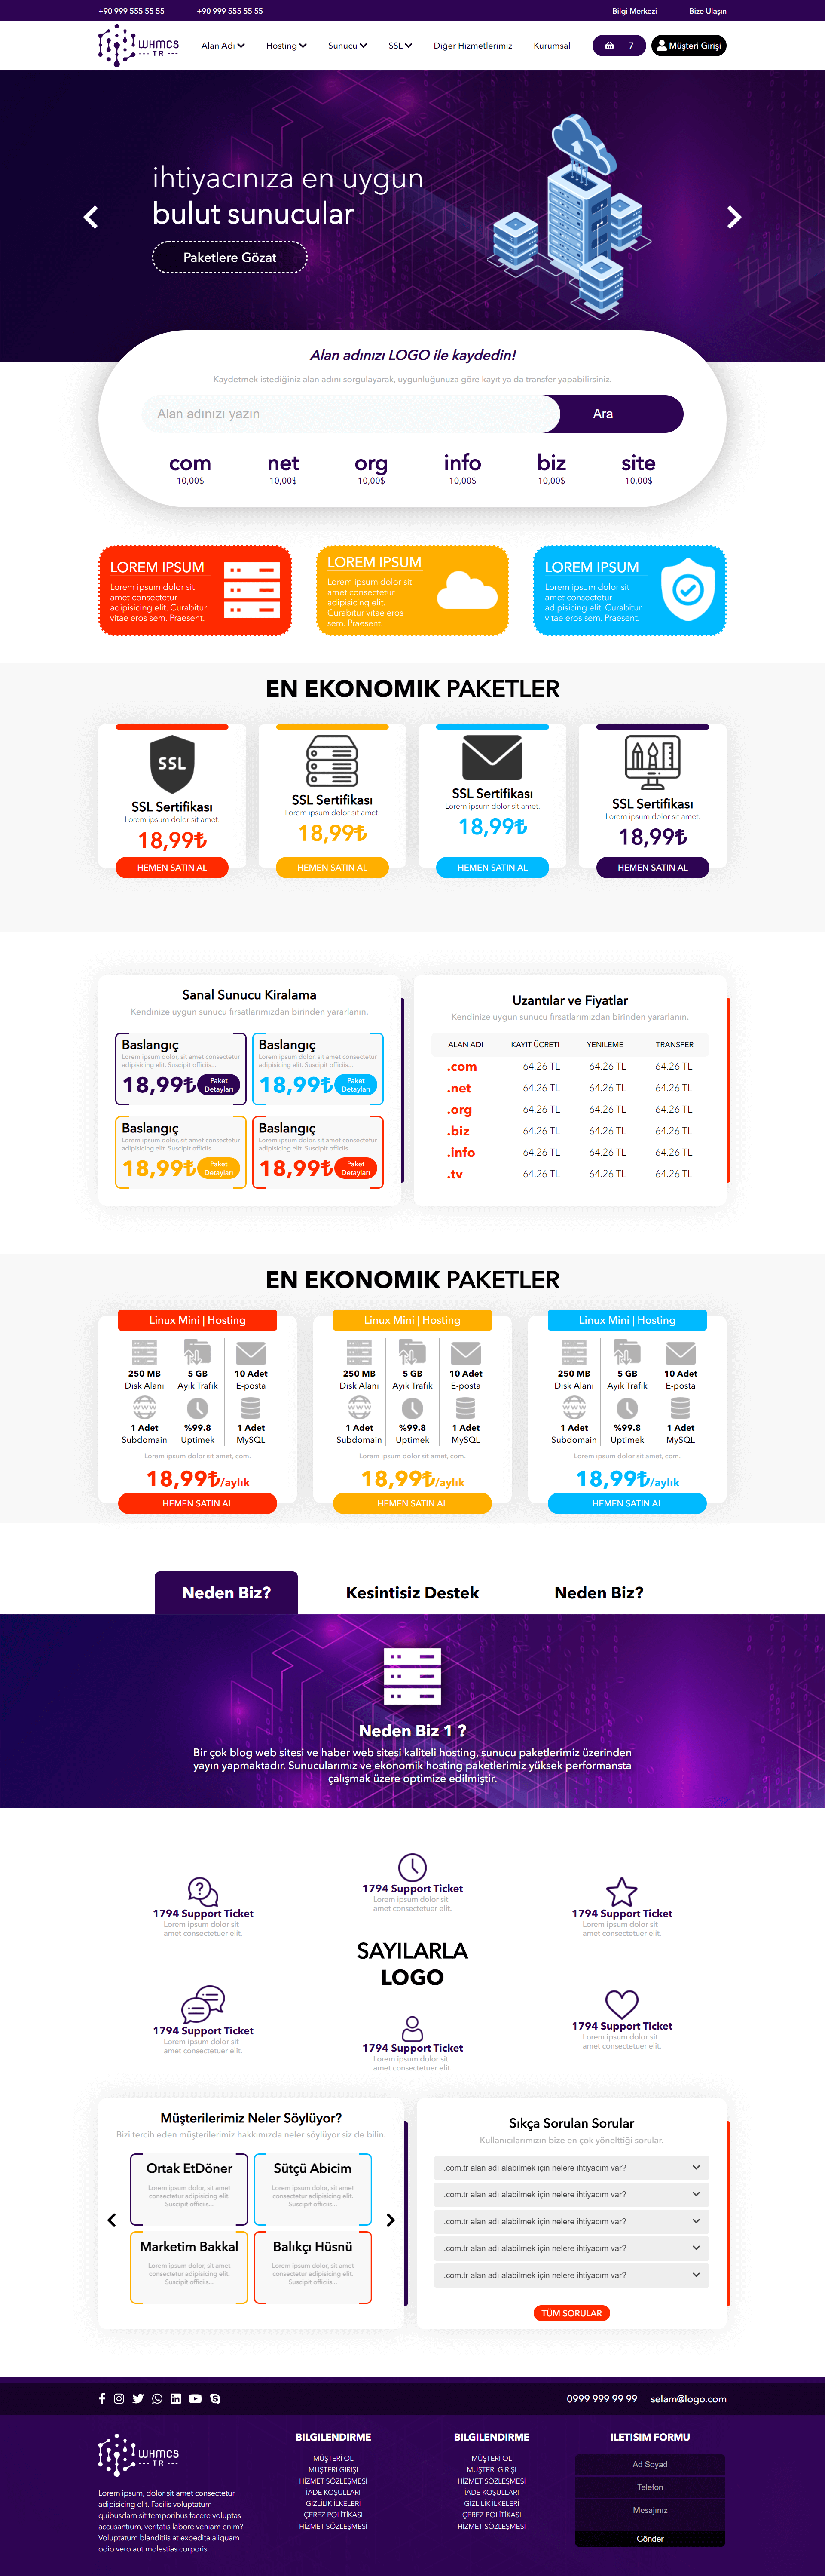 +90 999 555 55 55
+90 999 555 55 55
Bilgi Merkezi
Bize Ulaşın
WHMCS
TR
Alan Adı
Hosting
Sunucu
SSL
Diğer Hizmetlerimiz
Kurumsal
7
Müşteri Girişi
ihtiyacınıza en uygun
bulut sunucular
Paketlere Gözat
Alan adınızı LOGO ile kaydedin!
Kaydetmek istediğiniz alan adını sorgulayarak, uygunluğunuza göre kayıt ya da transfer yapabilirsiniz.
Alan adınızı yazın
Ara
com net org info biz site
10,00$ 10,00$ 10,00$ 10,00$ 10,00$ 10,00$
LOREM IPSUM
Lorem ipsum dolor sit
amet consectetur
adipisicing elit. Curabitur
vitae eros sem. Praesent.
LOREM IPSUM
Lorem ipsum dolor sit
amet consectetur
adipisicing elit.
Curabitur vitae eros
sem. Praesent.
LOREM IPSUM
Lorem ipsum dolor sit
amet consectetur
adipisicing elit. Curabitur
vitae eros sem. Praesent.
EN EKONOMIK PAKETLER
SSL
SSL Sertifikası
Lorem ipsum dolor sit amet.
18,99₺
HEMEN SATIN AL
SSL Sertifikası
Lorem ipsum dolor sit amet.
18,99₺
HEMEN SATIN AL
SSL Sertifikası
Lorem ipsum dolor sit amet.
18,99₺
HEMEN SATIN AL
SSL Sertifikası
Lorem ipsum dolor sit amet.
18,99₺
HEMEN SATIN AL
Sanal Sunucu Kiralama
Kendinize uygun sunucu fırsatlarımızdan birinden yararlanın.
Baslangıç
Lorem ipsum dolor, sit amet consectetur
adipisicing elit. Suscipit officiis...
18,99₺
Paket
Detayları
Baslangıç
Lorem ipsum dolor, sit amet consectetur
adipisicing elit. Suscipit officiis...
18,99₺
Paket
Detayları
Baslangıç
Lorem ipsum dolor, sit amet consectetur
adipisicing elit. Suscipit officiis...
18,99₺
Paket
Detayları
Baslangıç
Lorem ipsum dolor, sit amet consectetur
adipisicing elit. Suscipit officiis...
18,99₺
Paket
Detayları
Uzantılar ve Fiyatlar
Kendinize uygun sunucu fırsatlarımızdan birinden yararlanın.
ALAN ADI KAYIT ÜCRETI YENILEME TRANSFER
.com 64.26 TL 64.26 TL 64.26 TL
.net 64.26 TL 64.26 TL 64.26 TL
.org 64.26 TL 64.26 TL 64.26 TL
.biz 64.26 TL 64.26 TL 64.26 TL
.info 64.26 TL 64.26 TL 64.26 TL
.tv 64.26 TL 64.26 TL 64.26 TL
EN EKONOMIK PAKETLER
Linux Mini | Hosting
250 MB 5 GB 10 Adet
Disk Alanı Ayık Trafik E-posta
1 Adet %99.8 1 Adet
Subdomain Uptimek MySQL
Lorem ipsum dolor sit amet, com.
18,99₺/aylık
HEMEN SATIN AL
Linux Mini | Hosting
250 MB 5 GB 10 Adet
Disk Alanı Ayık Trafik E-posta
1 Adet %99.8 1 Adet
Subdomain Uptimek MySQL
Lorem ipsum dolor sit amet, com.
18,99₺/aylık
HEMEN SATIN AL
Linux Mini | Hosting
250 MB 5 GB 10 Adet
Disk Alanı Ayık Trafik E-posta
1 Adet %99.8 1 Adet
Subdomain Uptimek MySQL
Lorem ipsum dolor sit amet, com.
18,99₺/aylık
HEMEN SATIN AL
Neden Biz?
Kesintisiz Destek
Neden Biz?
Neden Biz 1 ?
Bir çok blog web sitesi ve haber web sitesi kaliteli hosting, sunucu paketlerimiz üzerinden
yayın yapmaktadır. Sunucularımız ve ekonomik hosting paketlerimiz yüksek performansta
çalışmak üzere optimize edilmiştir.
1794 Support Ticket
Lorem ipsum dolor sit
amet consectetuer elit.
1794 Support Ticket
Lorem ipsum dolor sit
amet consectetuer elit.
1794 Support Ticket
Lorem ipsum dolor sit
amet consectetuer elit.
SAYILARLA
LOGO
1794 Support Ticket
Lorem ipsum dolor sit
amet consectetuer elit.
1794 Support Ticket
Lorem ipsum dolor sit
amet consectetuer elit.
1794 Support Ticket
Lorem ipsum dolor sit
amet consectetuer elit.
Müşterilerimiz Neler Söylüyor?
Bizi tercih eden müşterilerimiz hakkımızda neler söylüyor siz de bilin.
Ortak EtDöner
Lorem ipsum dolor, sit amet
consectetur adipisicing elit.
Suscipit officiis...
Sütçü Abicim
Lorem ipsum dolor, sit amet
consectetur adipisicing elit.
Suscipit officiis...
Marketim Bakkal
Lorem ipsum dolor, sit amet
consectetur adipisicing elit.
Suscipit officiis...
Balıkçı Hüsnü
Lorem ipsum dolor, sit amet
consectetur adipisicing elit.
Suscipit officiis...
Sıkça Sorulan Sorular
Kullanıcılarımızın bize en çok yönelttiği sorular.
.com.tr alan adı alabilmek için nelere ihtiyacım var?
.com.tr alan adı alabilmek için nelere ihtiyacım var?
.com.tr alan adı alabilmek için nelere ihtiyacım var?
.com.tr alan adı alabilmek için nelere ihtiyacım var?
.com.tr alan adı alabilmek için nelere ihtiyacım var?
TÜM SORULAR
0999 999 99 99
selam@logo.com
WHMCS
TR
Lorem ipsum, dolor sit amet consectetur
adipisicing elit. Facilis voluptatum
quibusdam sit temporibus facere voluptas
accusantium, veritatis labore veniam enim?
Voluptatum blanditiis at expedita aliquam
odio vero aut molestias corporis.
BILGILENDIRME
MÜŞTERİ OL
MÜŞTERİ GİRİŞİ
HİZMET SÖZLEŞMESİ
İADE KOŞULLARI
GİZLİLİK İLKELERİ
ÇEREZ POLİTİKASI
HİZMET SÖZLEŞMESİ
BILGILENDIRME
MÜŞTERİ OL
MÜŞTERİ GİRİŞİ
HİZMET SÖZLEŞMESİ
İADE KOŞULLARI
GİZLİLİK İLKELERİ
ÇEREZ POLİTİKASI
HİZMET SÖZLEŞMESİ
ILETISIM FORMU
Ad Soyad
Telefon
Mesajınız
Gönder